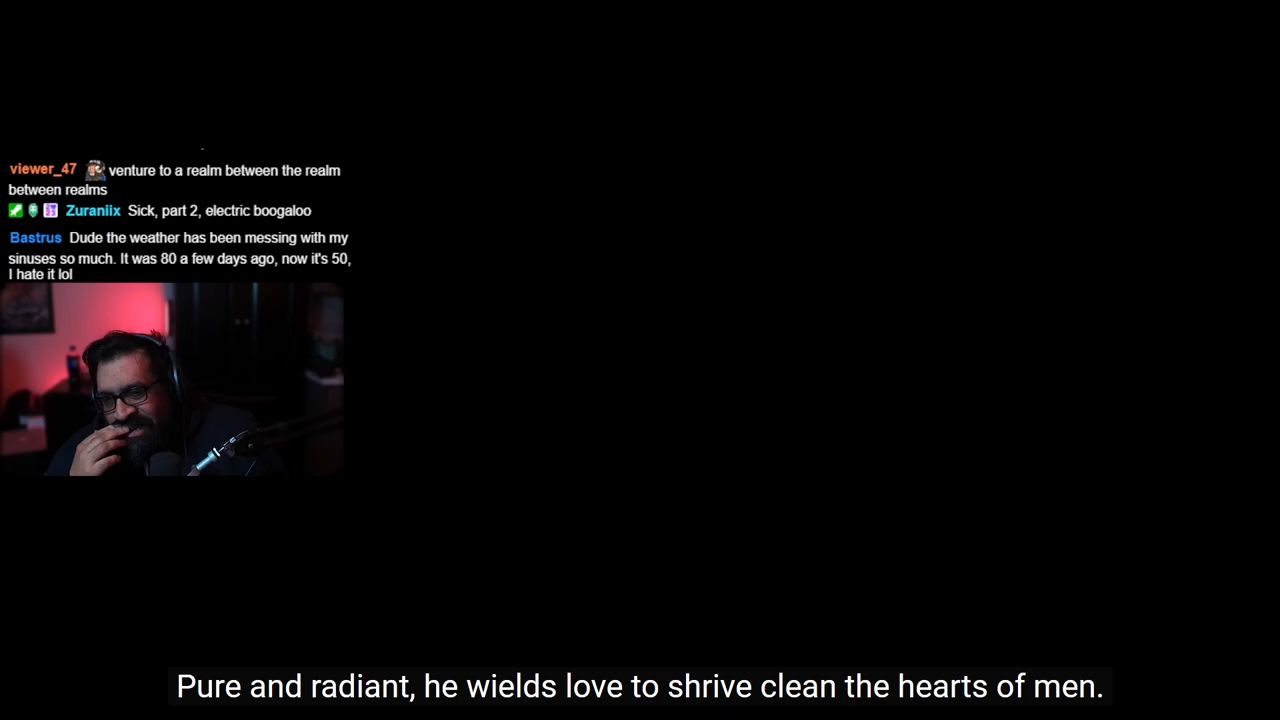 viewer_47 venture to a realm between the realm
between realms
Zuraniix Sick, part 2, electric boogaloo
Bastrus Dude the weather has been messing with my
sinuses so much. It was 80 a few days ago, now it's 50,
I hate it lol
Pure and radiant, he wields love to shrive clean the hearts of men.